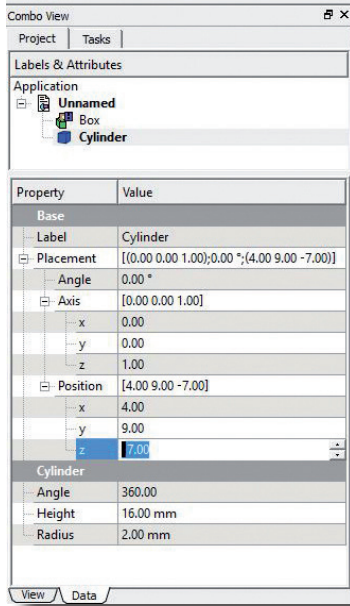 Combo View
Project Tasks
Labels & Attributes
Application
Unnamed
Box
Cylinder
Property Value
Base
Label Cylinder
Placement [(0.00 0.00 1.00);0.00 °;(4.00 9.00 -7.00)]
Angle 0.00 °
Axis [0.00 0.00 1.00]
x 0.00
y 0.00
z 1.00
Position [4.00 9.00 -7.00]
x 4.00
y 9.00
z 7.00
Cylinder
Angle 360.00
Height 16.00 mm
Radius 2.00 mm
View Data